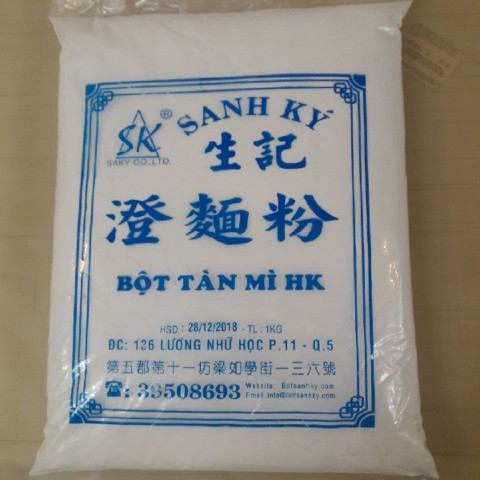 SK ®
SAKY CO.,LTD.
SANH KÝ
生記
澄麵粉
BỘT TÀN MÌ HK
HSD : 28/12/2018 - TL : 1KG
ĐC: 136 LƯƠNG NHỮ HỌC P.11 - Q.5
第五郡第十一坊梁如學街一三六號
☎: 39508693
Website: Botsanhky.com
Email: info@botsanhky.com